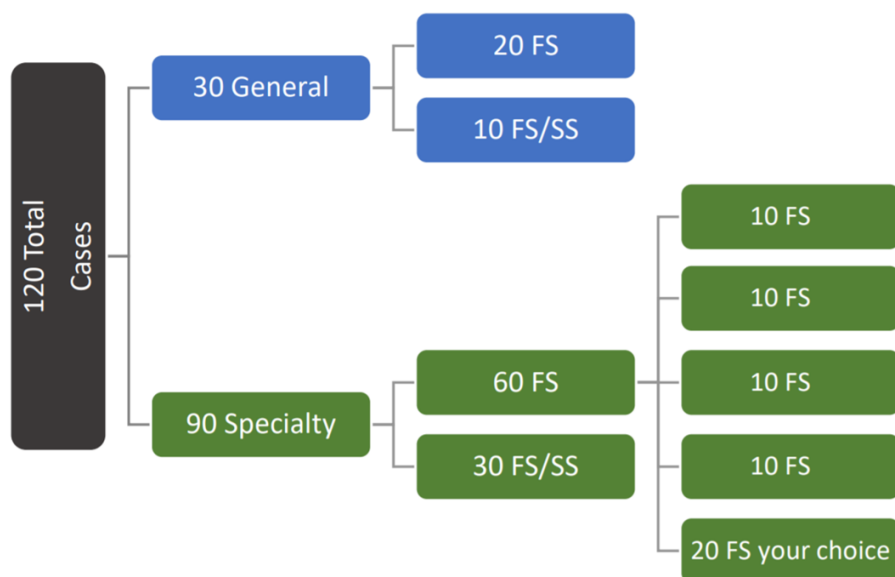 120 Total
Cases
30 General
20 FS
10 FS/SS
90 Specialty
60 FS
30 FS/SS
10 FS
10 FS
10 FS
10 FS
20 FS your choice